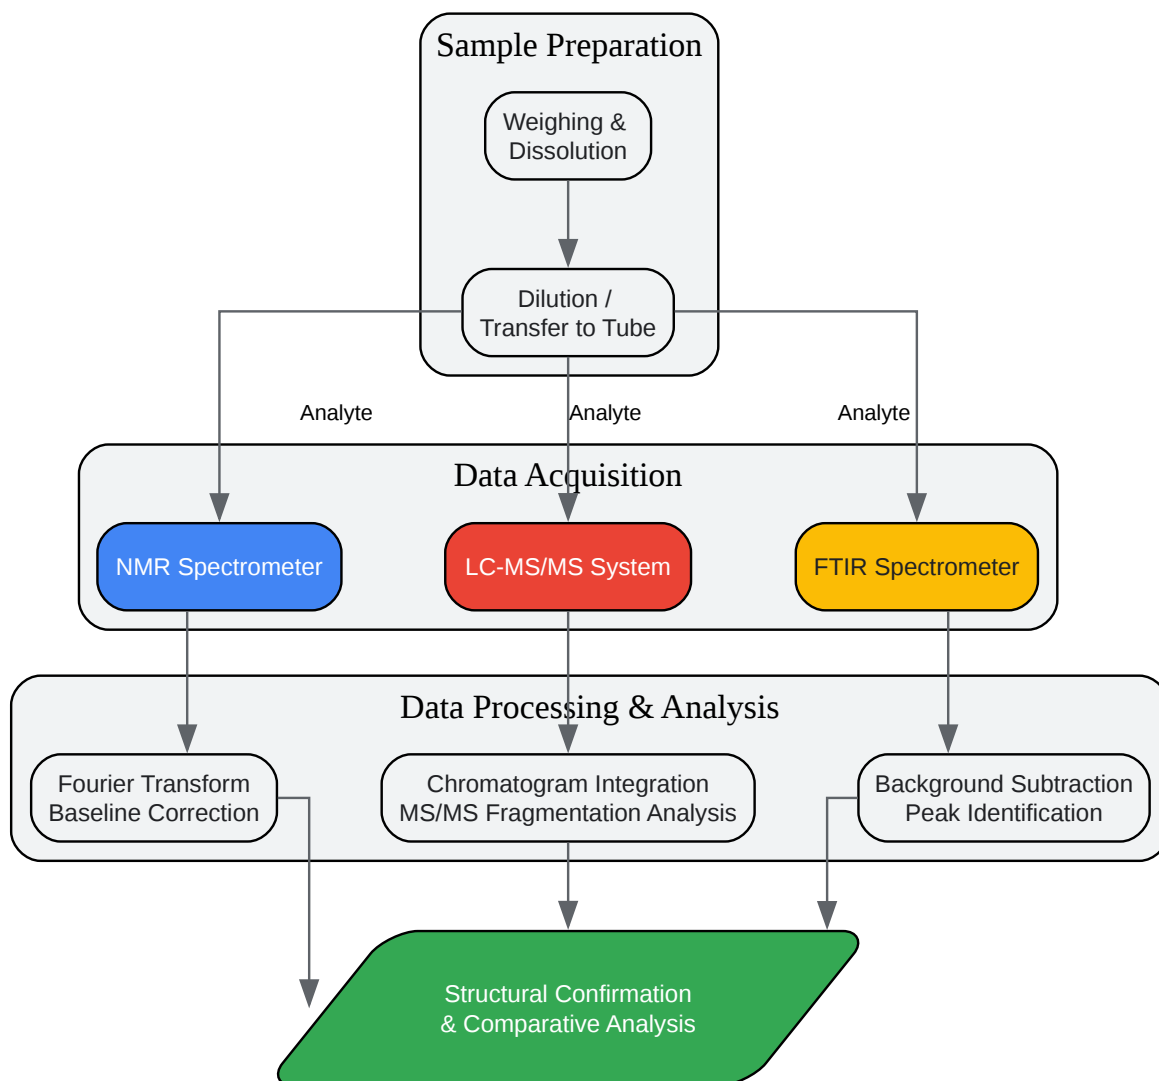 Sample Preparation
Weighing &
Dissolution
Dilution /
Transfer to Tube
Analyte
Analyte
Analyte
Data Acquisition
NMR Spectrometer
LC-MS/MS System
FTIR Spectrometer
Data Processing & Analysis
Fourier Transform
Baseline Correction
Chromatogram Integration
MS/MS Fragmentation Analysis
Background Subtraction
Peak Identification
Structural Confirmation
& Comparative Analysis